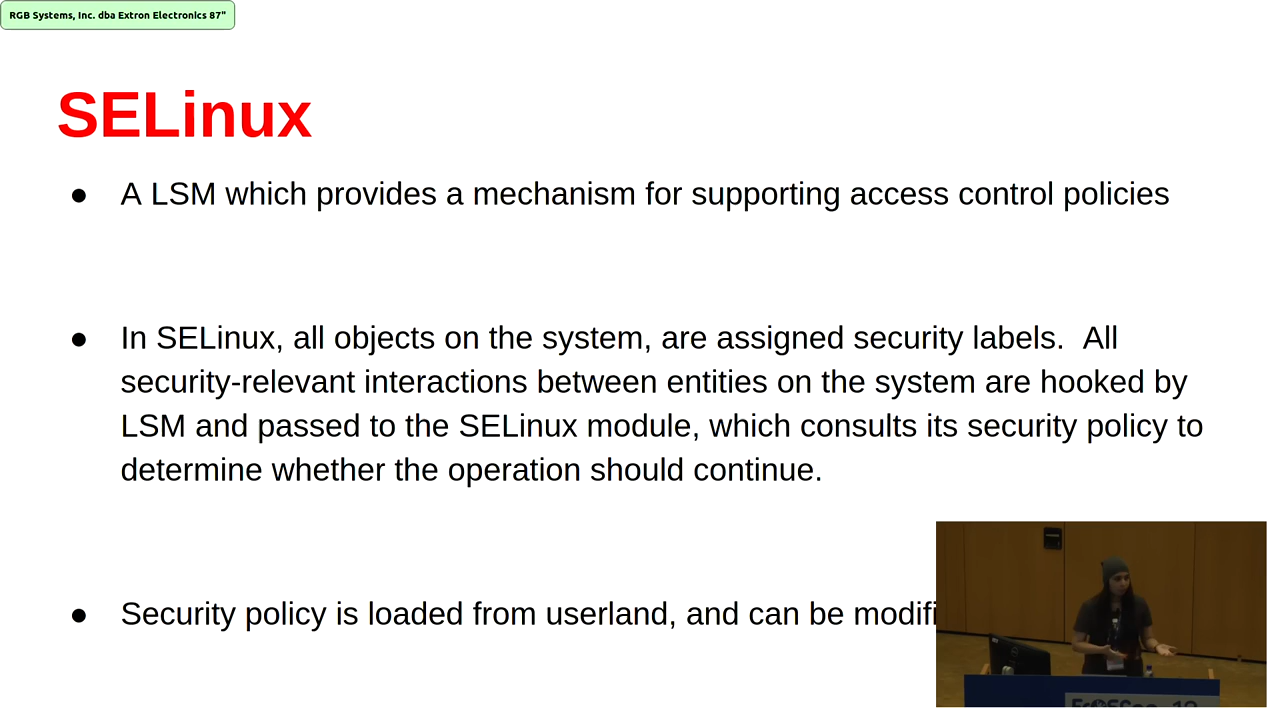 RGB Systems, Inc. dba Extron Electronics 87"
SELinux
● A LSM which provides a mechanism for supporting access control policies
● In SELinux, all objects on the system, are assigned security labels.  All
security-relevant interactions between entities on the system are hooked by
LSM and passed to the SELinux module, which consults its security policy to
determine whether the operation should continue.
● Security policy is loaded from userland, and can be modifi